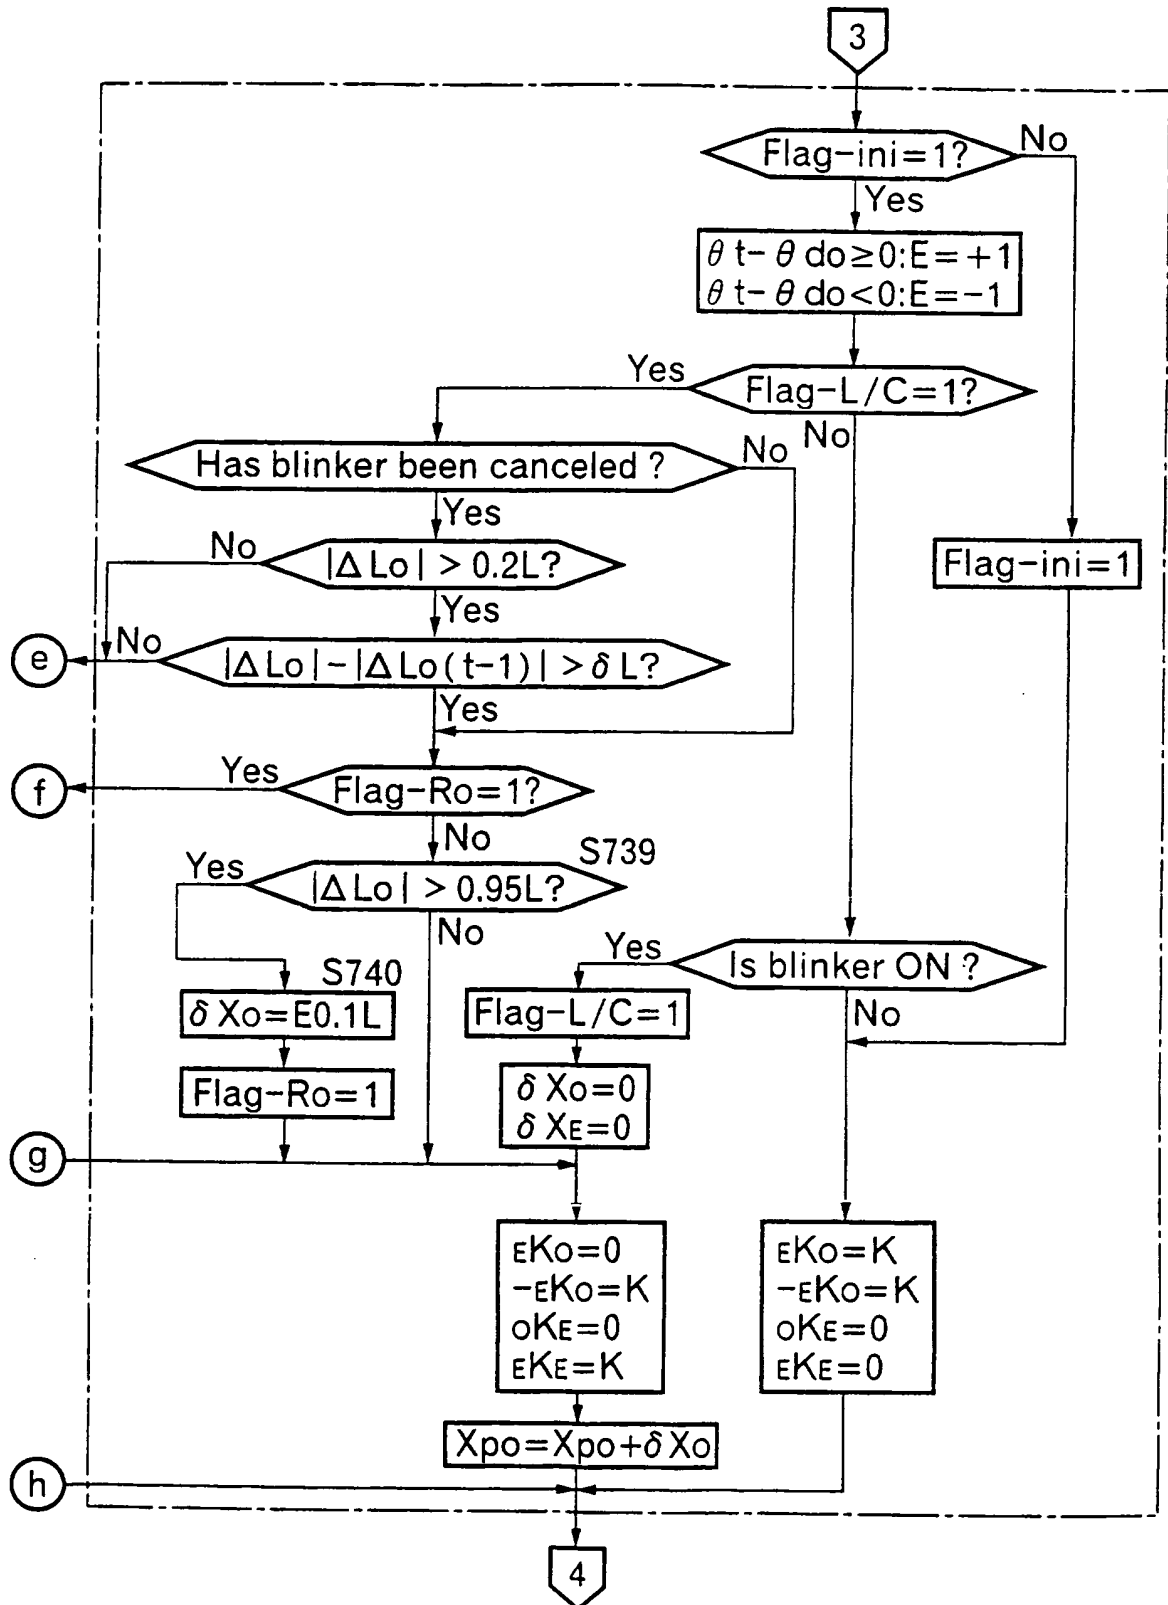 3
Flag-ini=1?
No
Yes
θt-θdo≥0:E=+1
θt-θdo<0:E=-1
Yes
Flag-L/C=1?
No
Has blinker been canceled ?
No
Yes
No
|ΔLo| > 0.2L?
Flag-ini=1
Yes
e
No
|ΔLo|-|ΔLo(t-1)| > δL?
Yes
f
Yes
Flag-Ro=1?
No
S739
Yes
|ΔLo| > 0.95L?
No
Yes
Is blinker ON ?
S740
No
δXo=E0.1L
Flag-L/C=1
Flag-Ro=1
δXo=0
δXE=0
g
EKo=0
-EKo=K
oKE=0
EKE=K
EKo=K
-EKo=K
oKE=0
EKE=0
Xpo=Xpo+δXo
h
4